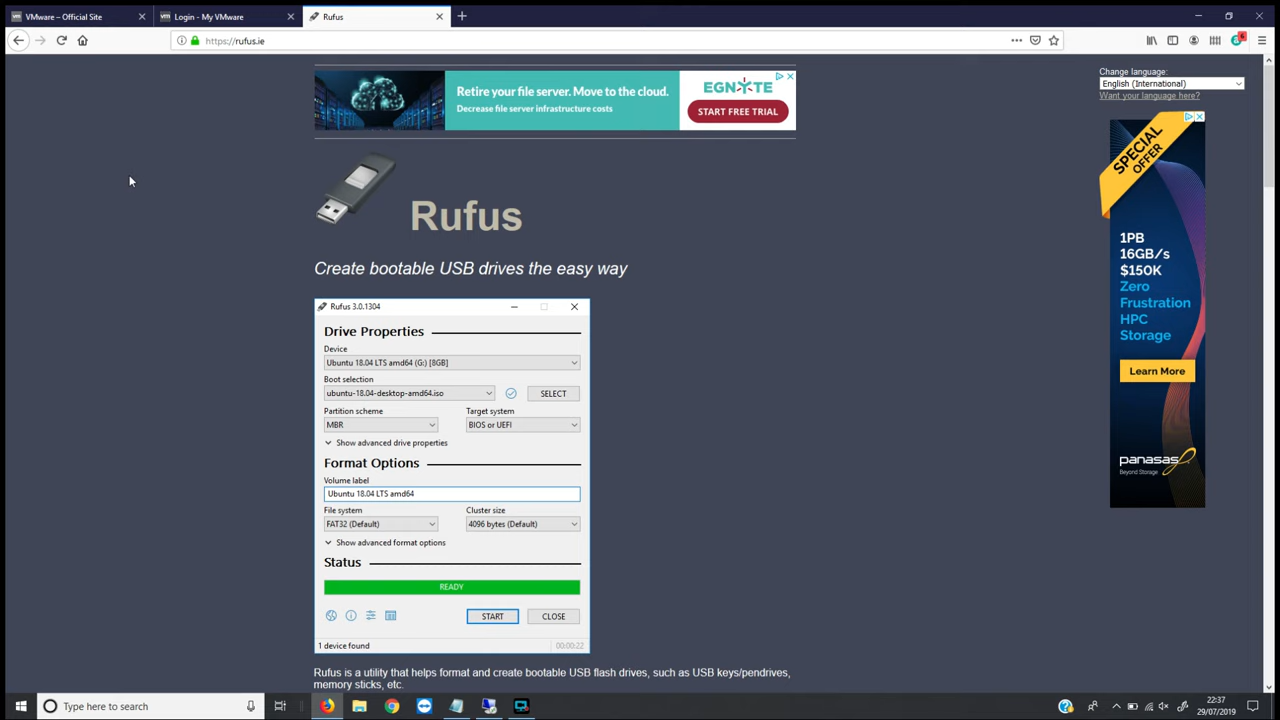 VMware – Official Site
Login - My VMware
Rufus
https://rufus.ie
6
Change language:
English (International)
Want your language here?
Retire your file server. Move to the cloud.
Decrease file server infrastructure costs
EGNYTE
START FREE TRIAL
SPECIAL
OFFER
1PB
16GB/s
$150K
Zero
Frustration
HPC
Storage
Learn More
panasas
Beyond Storage
Rufus
Create bootable USB drives the easy way
Rufus 3.0.1304
Drive Properties
Device
Ubuntu 18.04 LTS amd64 (G:) [8GB]
Boot selection
ubuntu-18.04-desktop-amd64.iso
SELECT
Partition scheme
Target system
MBR
BIOS or UEFI
Show advanced drive properties
Format Options
Volume label
Ubuntu 18.04 LTS amd64
File system
Cluster size
FAT32 (Default)
4096 bytes (Default)
Show advanced format options
Status
READY
START
CLOSE
1 device found
00:00:22
Rufus is a utility that helps format and create bootable USB flash drives, such as USB keys/pendrives,
memory sticks, etc.
Type here to search
22:37
29/07/2019